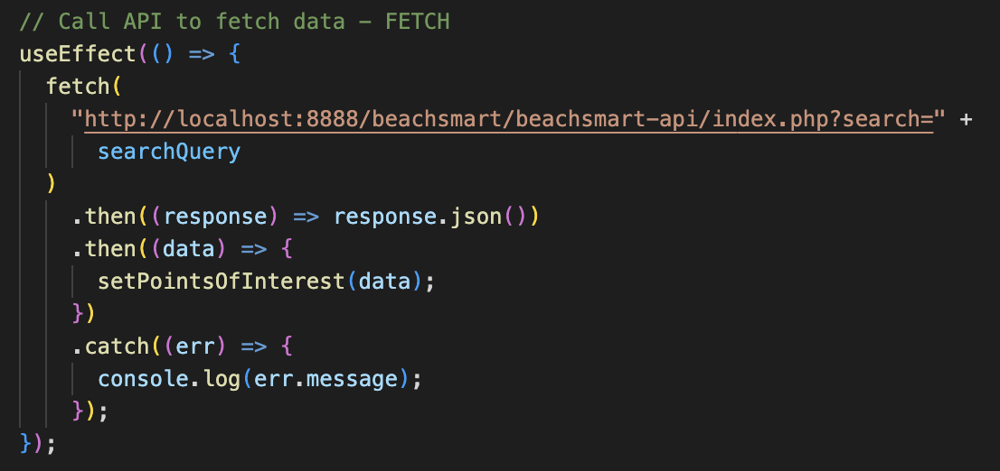 // Call API to fetch data - FETCH
useEffect(() => {
  fetch(
    "http://localhost:8888/beachsmart/beachsmart-api/index.php?search=" +
      searchQuery
  )
    .then((response) => response.json())
    .then((data) => {
      setPointsOfInterest(data);
    })
    .catch((err) => {
      console.log(err.message);
    });
});